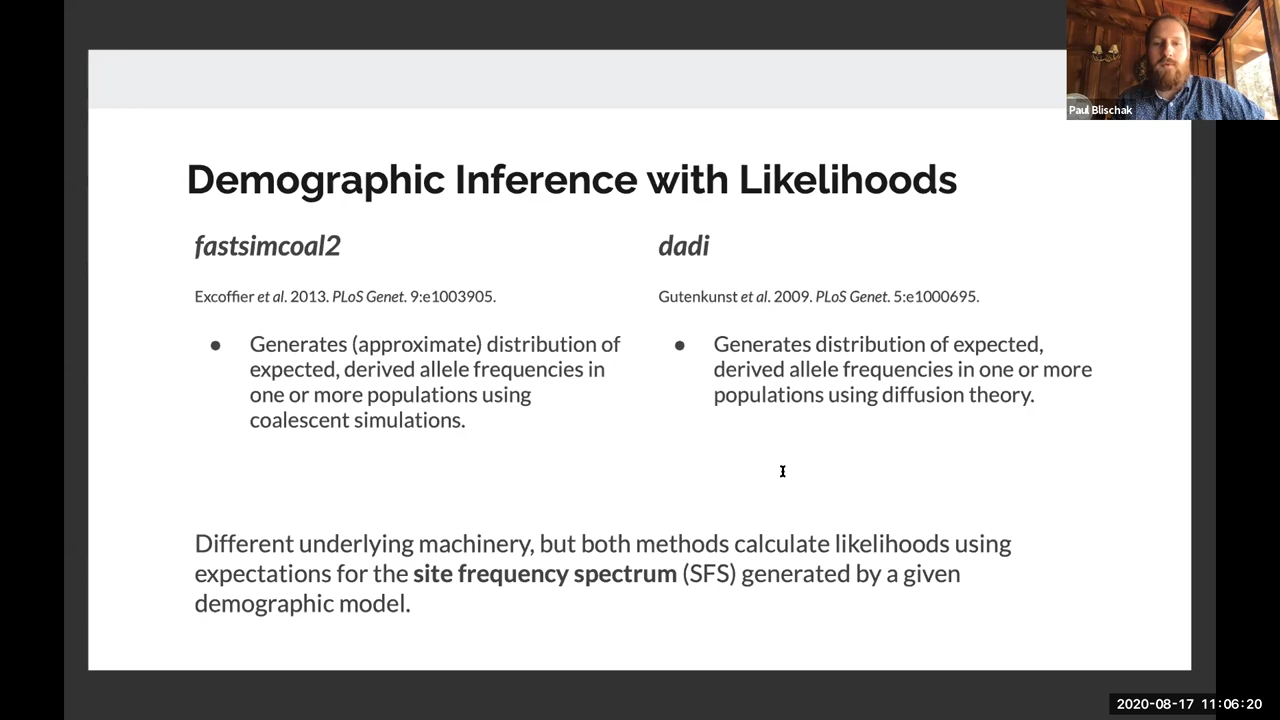 Paul Blischak
Demographic Inference with Likelihoods
fastsimcoal2
Excoffier et al. 2013. PLoS Genet. 9:e1003905.
● Generates (approximate) distribution of
expected, derived allele frequencies in
one or more populations using
coalescent simulations.
dadi
Gutenkunst et al. 2009. PLoS Genet. 5:e1000695.
● Generates distribution of expected,
derived allele frequencies in one or more
populations using diffusion theory.
Different underlying machinery, but both methods calculate likelihoods using
expectations for the site frequency spectrum (SFS) generated by a given
demographic model.
2020-08-17 11:06:20